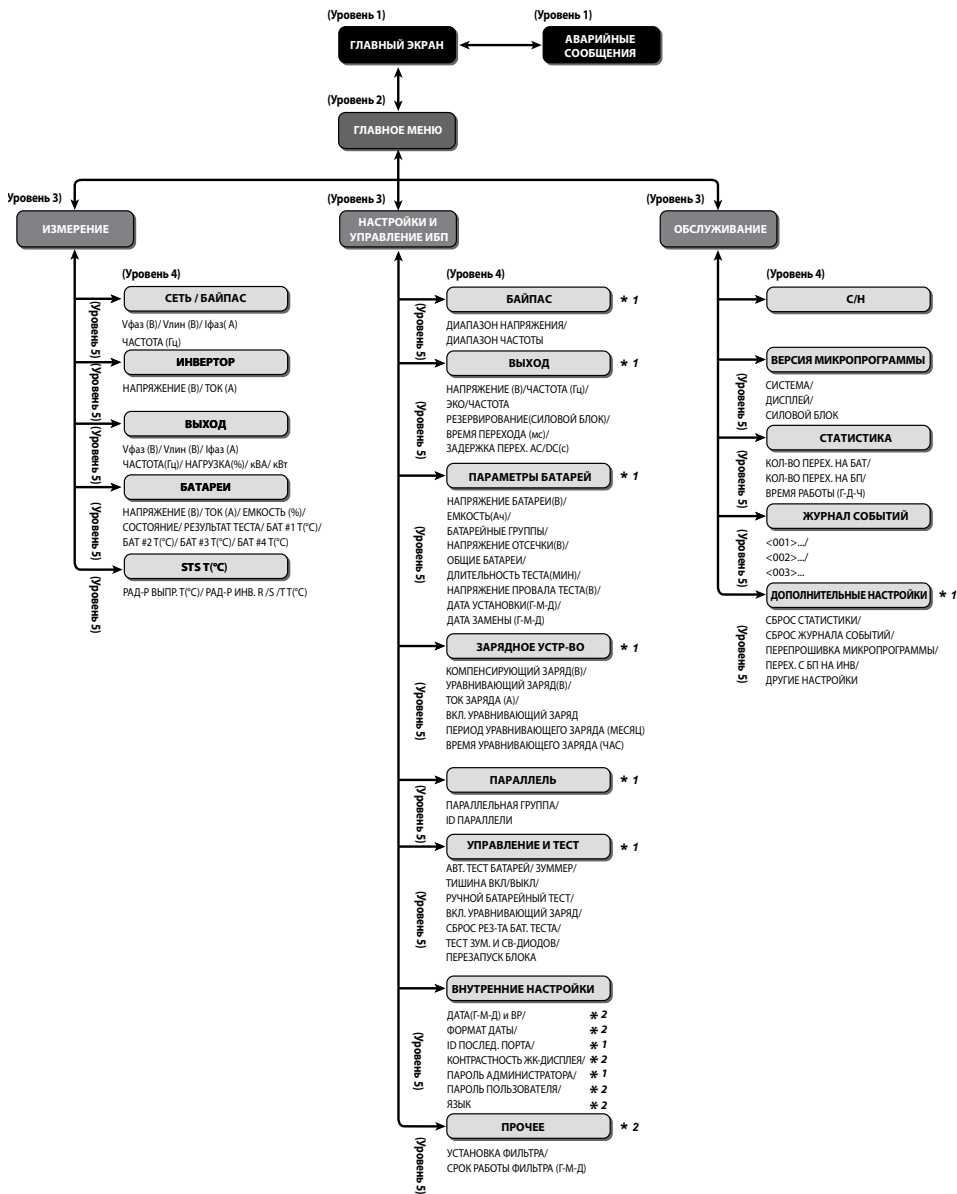 (Уровень 1)
(Уровень 1)
ГЛАВНЫЙ ЭКРАН
АВАРИЙНЫЕ
СООБЩЕНИЯ
(Уровень 2)
ГЛАВНОЕ МЕНЮ
Уровень 3)
(Уровень 3)
(Уровень 3)
ИЗМЕРЕНИЕ
НАСТРОЙКИ И
УПРАВЛЕНИЕ ИБП
ОБСЛУЖИВАНИЕ
(Уровень 4)
СЕТЬ / БАЙПАС
(Уровень 5)
Vфаз (В)/ Vлин (В)/ Iфаз( А)
ЧАСТОТА (Гц)
ИНВЕРТОР
(Уровень 5)
НАПРЯЖЕНИЕ (В)/ ТОК (А)
ВЫХОД
(Уровень 5)
Vфаз (В)/ Vлин (В)/ Iфаз (А)
ЧАСТОТА(Гц)/ НАГРУЗКА(%)/ кВА/ кВт
БАТАРЕИ
(Уровень 5)
НАПРЯЖЕНИЕ (В)/ ТОК (А)/ ЕМКОСТЬ (%)/
СОСТОЯНИЕ/ РЕЗУЛЬТАТ ТЕСТА/ БАТ #1 T(°C)/
БАТ #2 T(°C)/ БАТ #3 T(°C)/ БАТ #4 T(°C)/
STS T(°C)
(Уровень 5)
РАД-Р ВЫПР. T(°C)/ РАД-Р ИНВ. R /S /T T(°C)
(Уровень 4)
БАЙПАС * 1
(Уровень 5)
ДИАПАЗОН НАПРЯЖЕНИЯ/
ДИАПАЗОН ЧАСТОТЫ
ВЫХОД * 1
(Уровень 5)
НАПРЯЖЕНИЕ (В)/ЧАСТОТА (Гц)/
ЭКО/ЧАСТОТА
РЕЗЕРВИРОВАНИЕ(СИЛОВОЙ БЛОК)/
ВРЕМЯ ПЕРЕХОДА (мс)/
ЗАДЕРЖКА ПЕРЕХ. AC/DC(с)
ПАРАМЕТРЫ БАТАРЕЙ * 1
(Уровень 5)
НАПРЯЖЕНИЕ БАТАРЕИ(В)/
ЕМКОСТЬ(Ач)/
БАТАРЕЙНЫЕ ГРУППЫ/
НАПРЯЖЕНИЕ ОТСЕЧКИ(В)/
ОБЩИЕ БАТАРЕИ/
ДЛИТЕЛЬНОСТЬ ТЕСТА(МИН)/
НАПРЯЖЕНИЕ ПРОВАЛА ТЕСТА(В)/
ДАТА УСТАНОВКИ(Г-М-Д)/
ДАТА ЗАМЕНЫ (Г-М-Д)
ЗАРЯДНОЕ УСТР-ВО * 1
(Уровень 5)
КОМПЕНСИРУЮЩИЙ ЗАРЯД(В)/
УРАВНИВАЮЩИЙ ЗАРЯД(В)/
ТОК ЗАРЯДА (А)/
ВКЛ. УРАВНИВАЮЩИЙ ЗАРЯД
ПЕРИОД УРАВНИВАЮЩЕГО ЗАРЯДА (МЕСЯЦ)
ВРЕМЯ УРАВНИВАЮЩЕГО ЗАРЯДА (ЧАС)
ПАРАЛЛЕЛЬ * 1
(Уровень 5)
ПАРАЛЛЕЛЬНАЯ ГРУППА/
ID ПАРАЛЛЕЛИ
УПРАВЛЕНИЕ И ТЕСТ * 1
(Уровень 5)
АВТ. ТЕСТ БАТАРЕЙ/ ЗУММЕР/
ТИШИНА ВКЛ/ВЫКЛ/
РУЧНОЙ БАТАРЕЙНЫЙ ТЕСТ/
ВКЛ. УРАВНИВАЮЩИЙ ЗАРЯД/
СБРОС РЕЗ-ТА БАТ. ТЕСТА/
ТЕСТ ЗУМ. И СВ-ДИОДОВ/
ПЕРЕЗАПУСК БЛОКА
ВНУТРЕННИЕ НАСТРОЙКИ
(Уровень 5)
ДАТА(Г-М-Д) и ВР/ * 2
ФОРМАТ ДАТЫ/ * 2
ID ПОСЛЕД. ПОРТА/ * 1
КОНТРАСТНОСТЬ ЖК-ДИСПЛЕЯ/ * 2
ПАРОЛЬ АДМИНИСТРАТОРА/ * 1
ПАРОЛЬ ПОЛЬЗОВАТЕЛЯ/ * 2
ЯЗЫК * 2
ПРОЧЕЕ * 2
(Уровень 5)
УСТАНОВКА ФИЛЬТРА/
СРОК РАБОТЫ ФИЛЬТРА (Г-М-Д)
(Уровень 4)
С/Н
ВЕРСИЯ МИКРОПРОГРАММЫ
(Уровень 5)
СИСТЕМА/
ДИСПЛЕЙ/
СИЛОВОЙ БЛОК
СТАТИСТИКА
(Уровень 5)
КОЛ-ВО ПЕРЕХ. НА БАТ/
КОЛ-ВО ПЕРЕХ. НА БП/
ВРЕМЯ РАБОТЫ (Г-Д-Ч)
ЖУРНАЛ СОБЫТИЙ
(Уровень 5)
<001>.../
<002>.../
<003>...
ДОПОЛНИТЕЛЬНЫЕ НАСТРОЙКИ * 1
(Уровень 5)
СБРОС СТАТИСТИКИ/
СБРОС ЖУРНАЛА СОБЫТИЙ/
ПЕРЕПРОШИВКА МИКРОПРОГРАММЫ/
ПЕРЕХ. С БП НА ИНВ/
ДРУГИЕ НАСТРОЙКИ